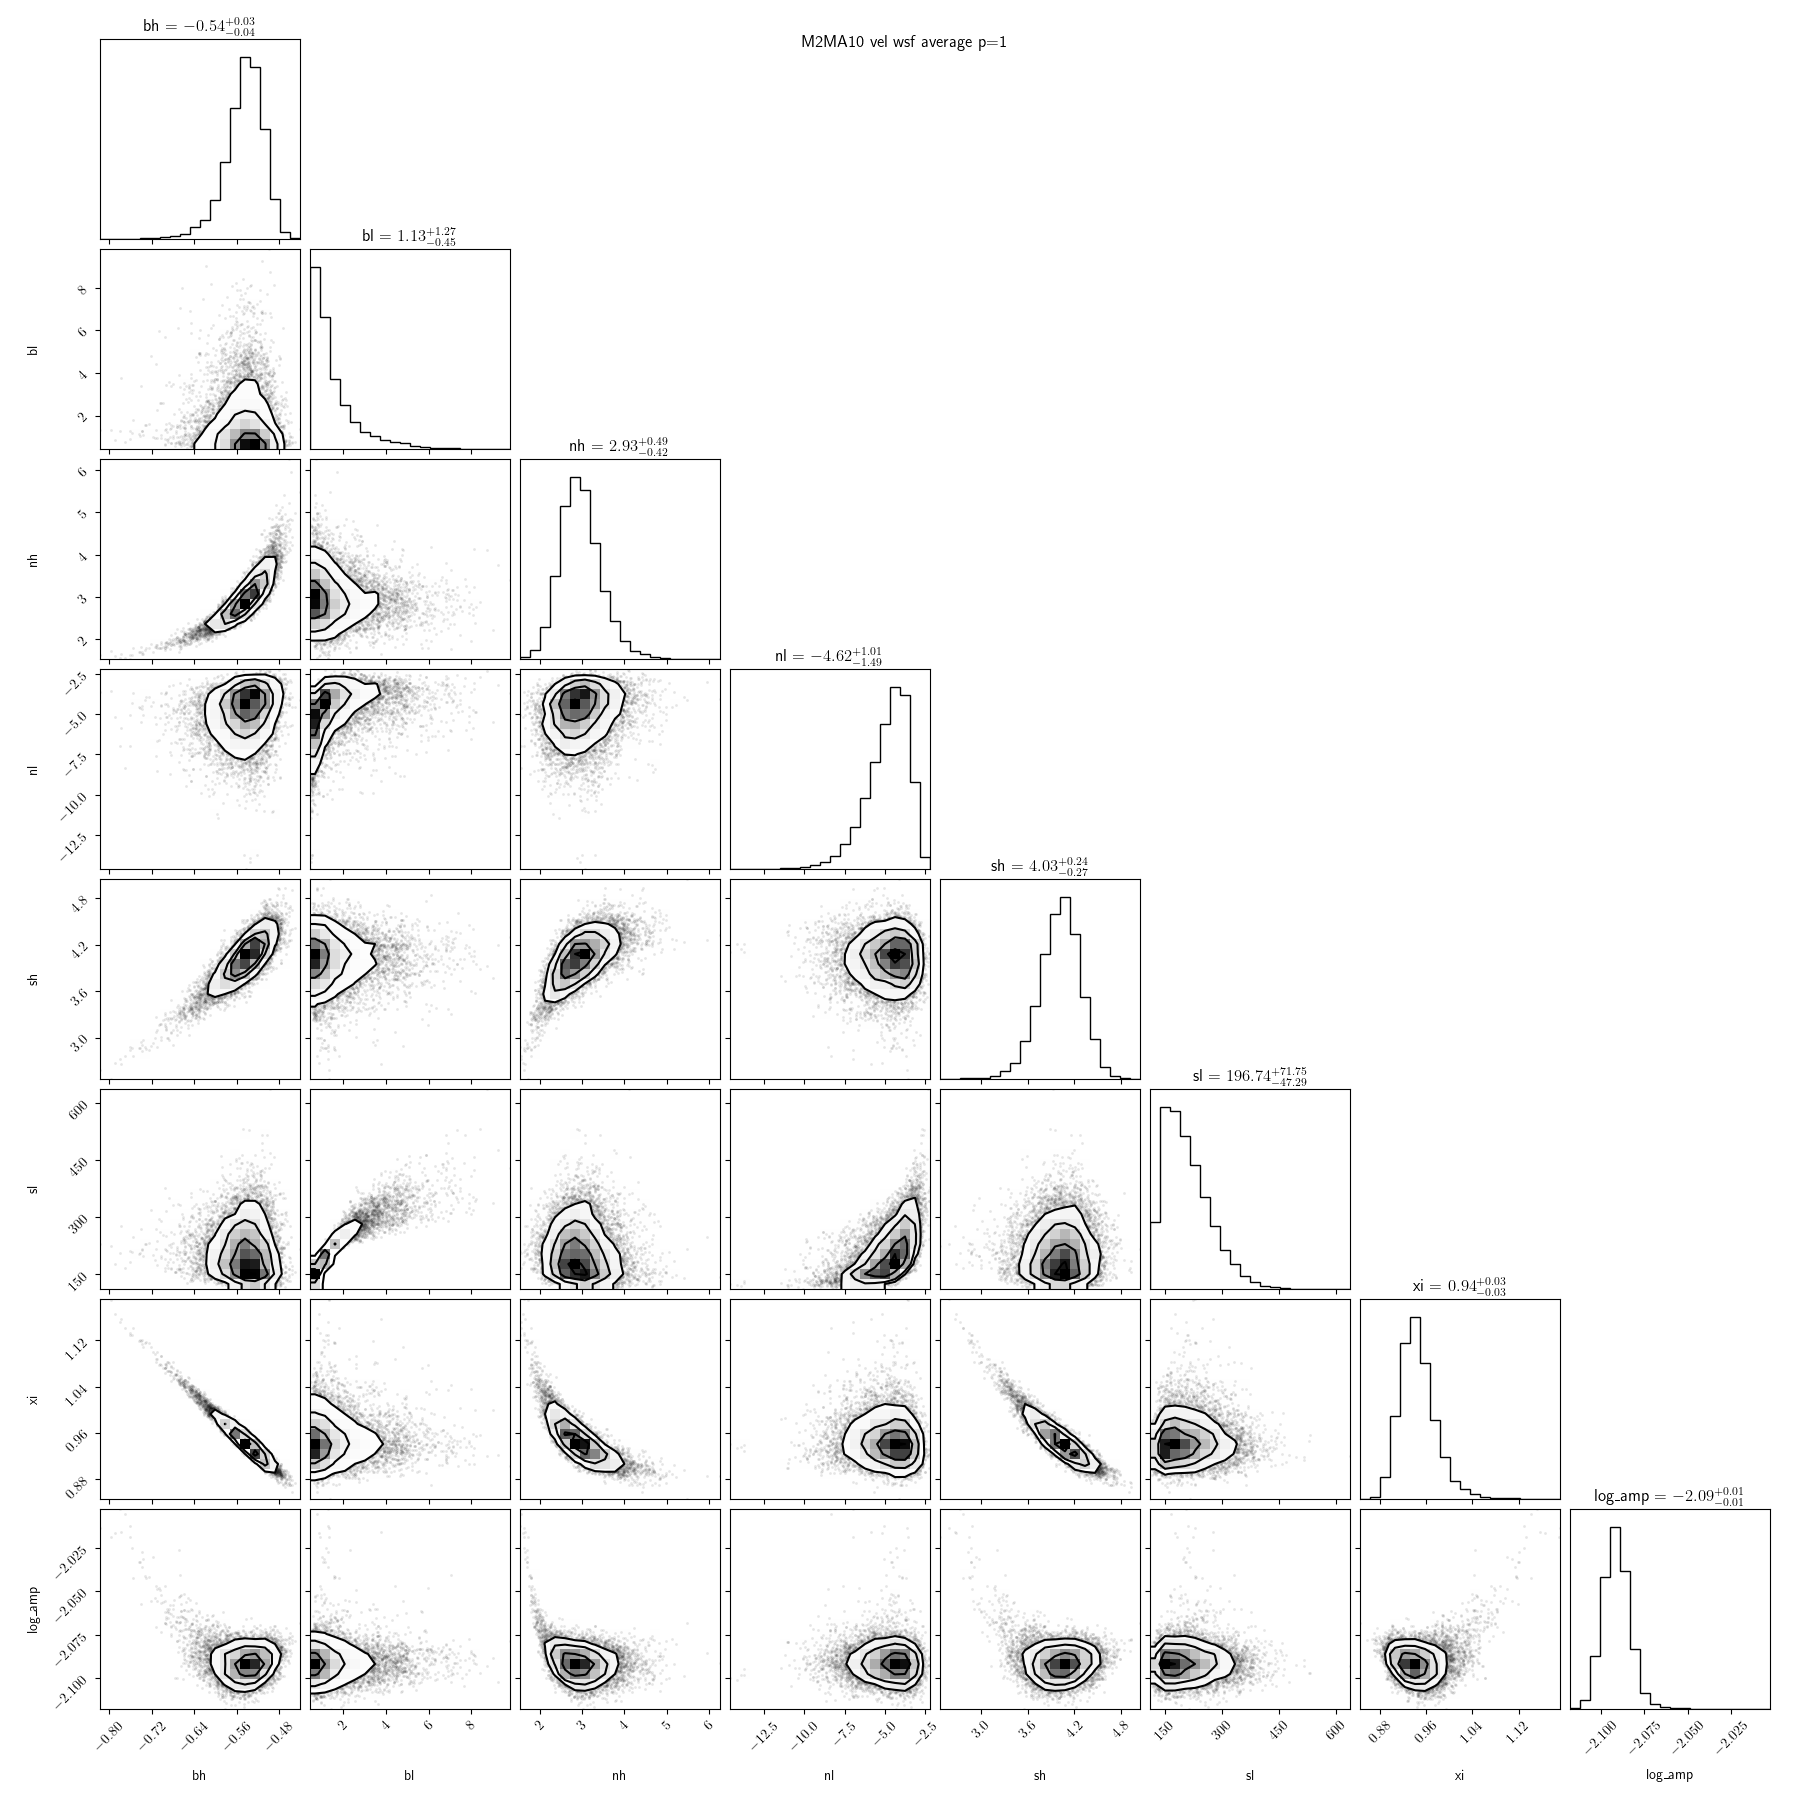 M2MA10 vel wsf average p=1
bh = −0.54 +0.03 −0.04
bl = 1.13 +1.27 −0.45
8
6
4
2
bl
nh = 2.93 +0.49 −0.42
6
5
4
3
2
nh
nl = −4.62 +1.01 −1.49
−2.5
−5.0
−7.5
−10.0
−12.5
nl
sh = 4.03 +0.24 −0.27
4.8
4.2
3.6
3.0
sh
sl = 196.74 +71.75 −47.29
600
450
300
150
sl
xi = 0.94 +0.03 −0.03
1.12
1.04
0.96
0.88
xi
log_amp = −2.09 +0.01 −0.01
−2.025
−2.050
−2.075
−2.100
log_amp
−0.80 −0.72 −0.64 −0.56 −0.48
2 4 6 8
2 3 4 5 6
−12.5 −10.0 −7.5 −5.0 −2.5
3.0 3.6 4.2 4.8
150 300 450 600
0.88 0.96 1.04 1.12
−2.100 −2.075 −2.050 −2.025
bh bl nh nl sh sl xi log_amp